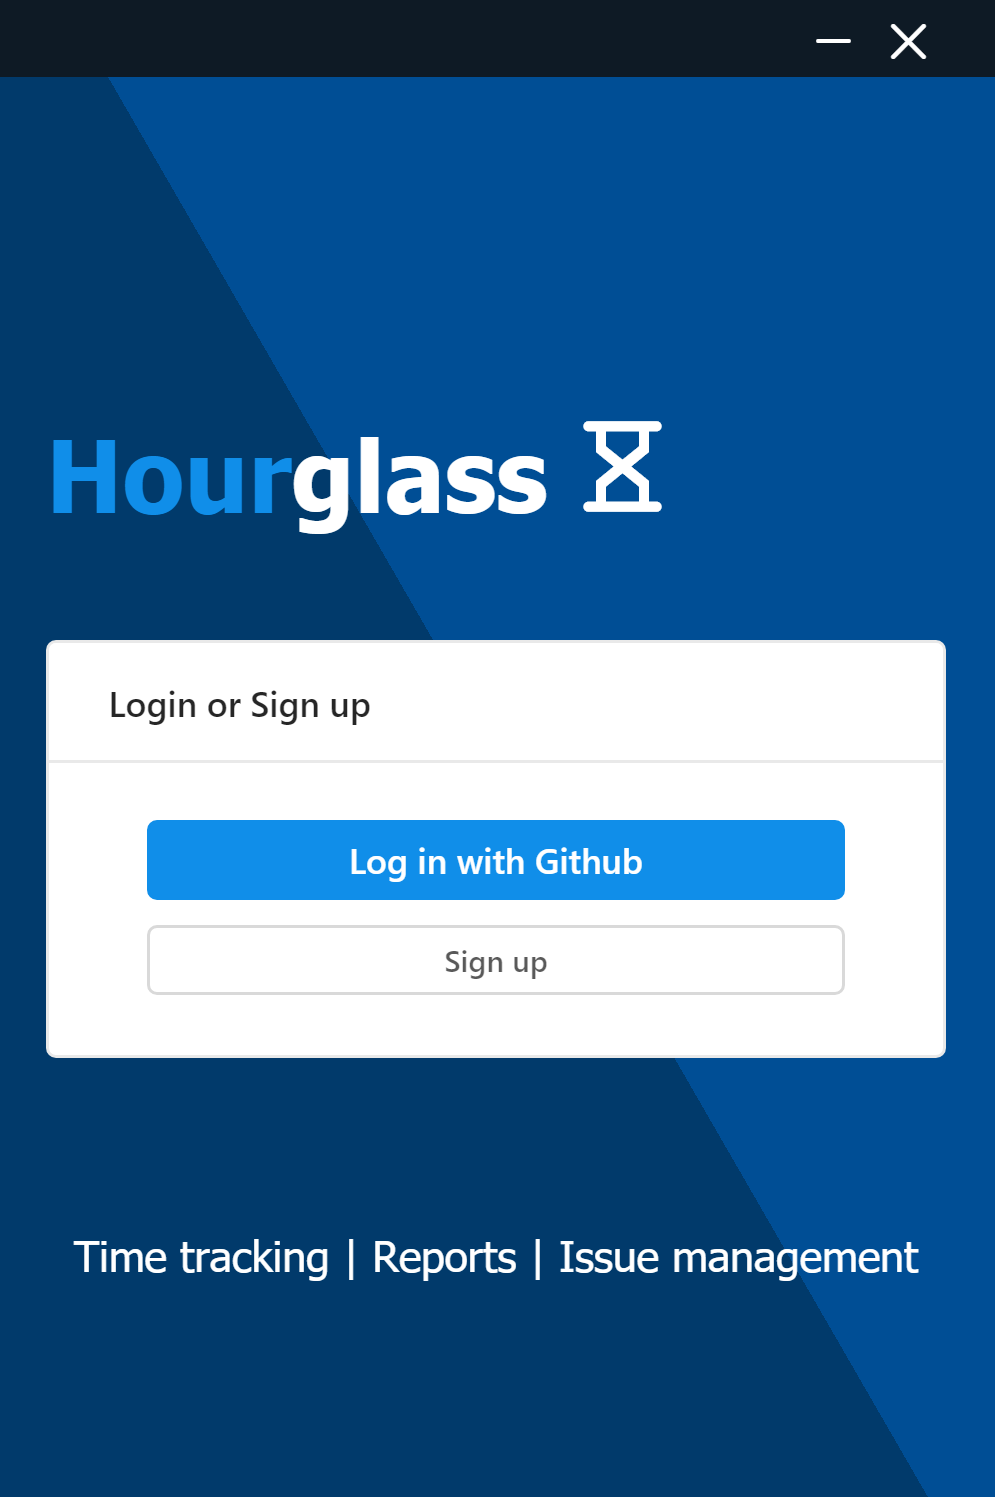 Hourglass
Login or Sign up
Log in with Github
Sign up
Time tracking | Reports | Issue management